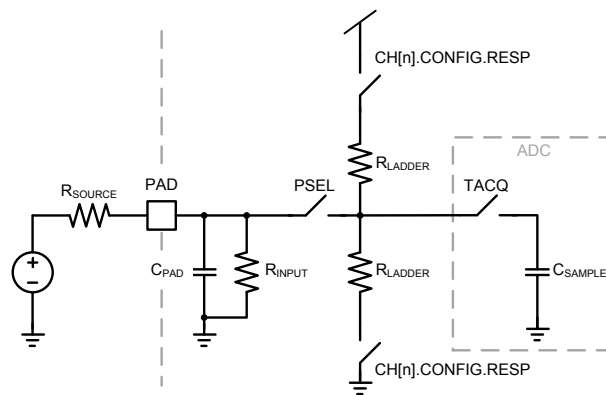 CH[n].CONFIG.RESP
ADC
RLADDER
RSOURCE
PAD
PSEL
TACQ
CPAD
RINPUT
RLADDER
CSAMPLE
CH[n].CONFIG.RESP